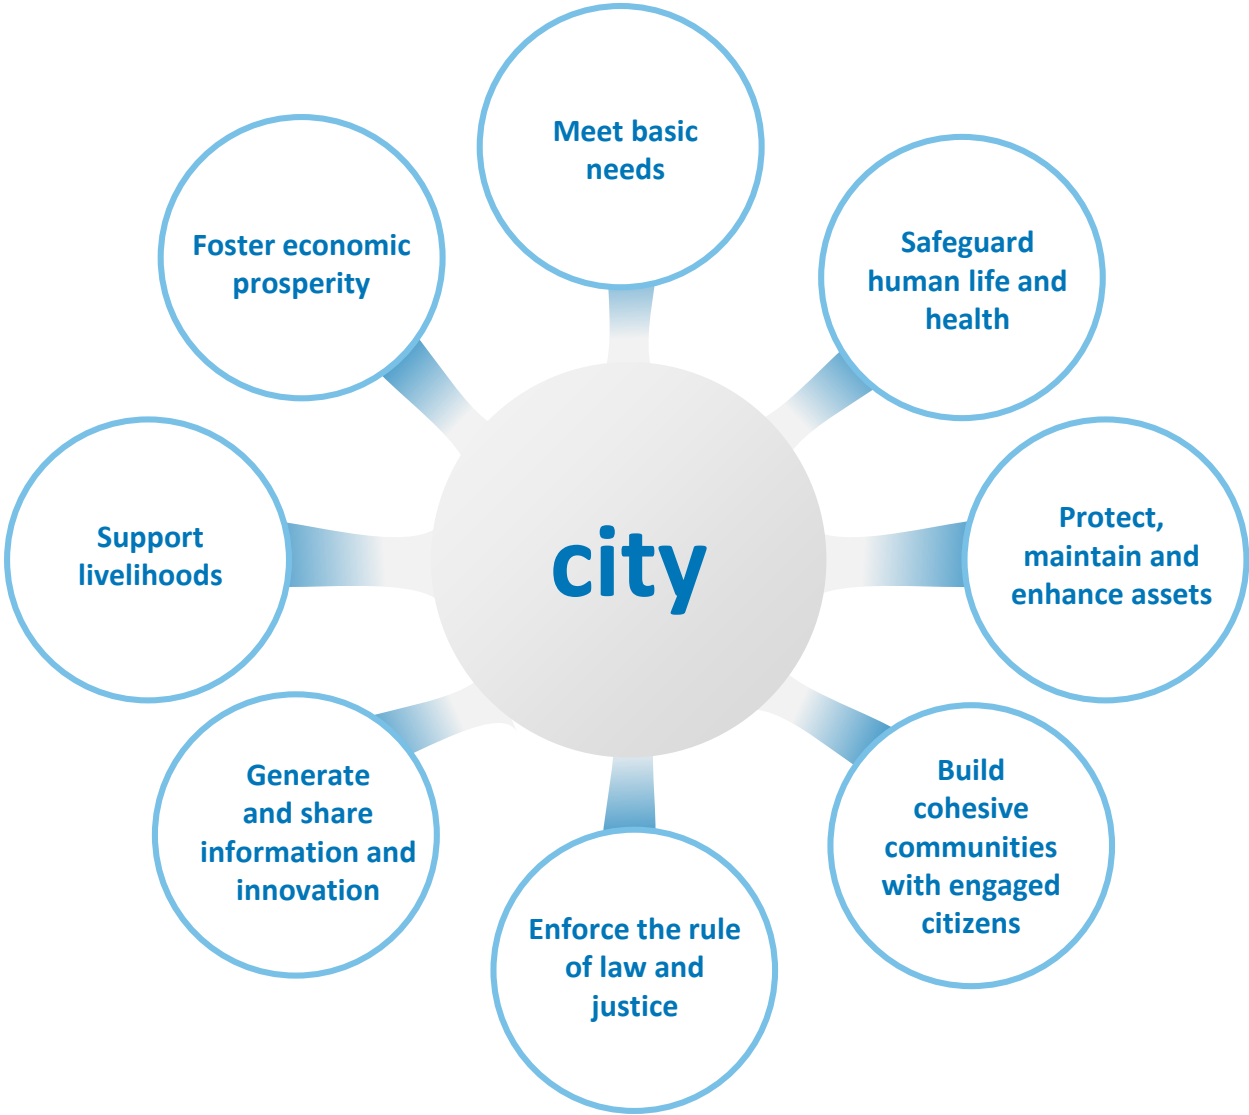 Meet basic
needs
Safeguard
human life and
health
Protect,
maintain and
enhance assets
Build
cohesive
communities
with engaged
citizens
Enforce the rule
of law and
justice
Generate
and share
information and
innovation
Support
livelihoods
Foster economic
prosperity
city